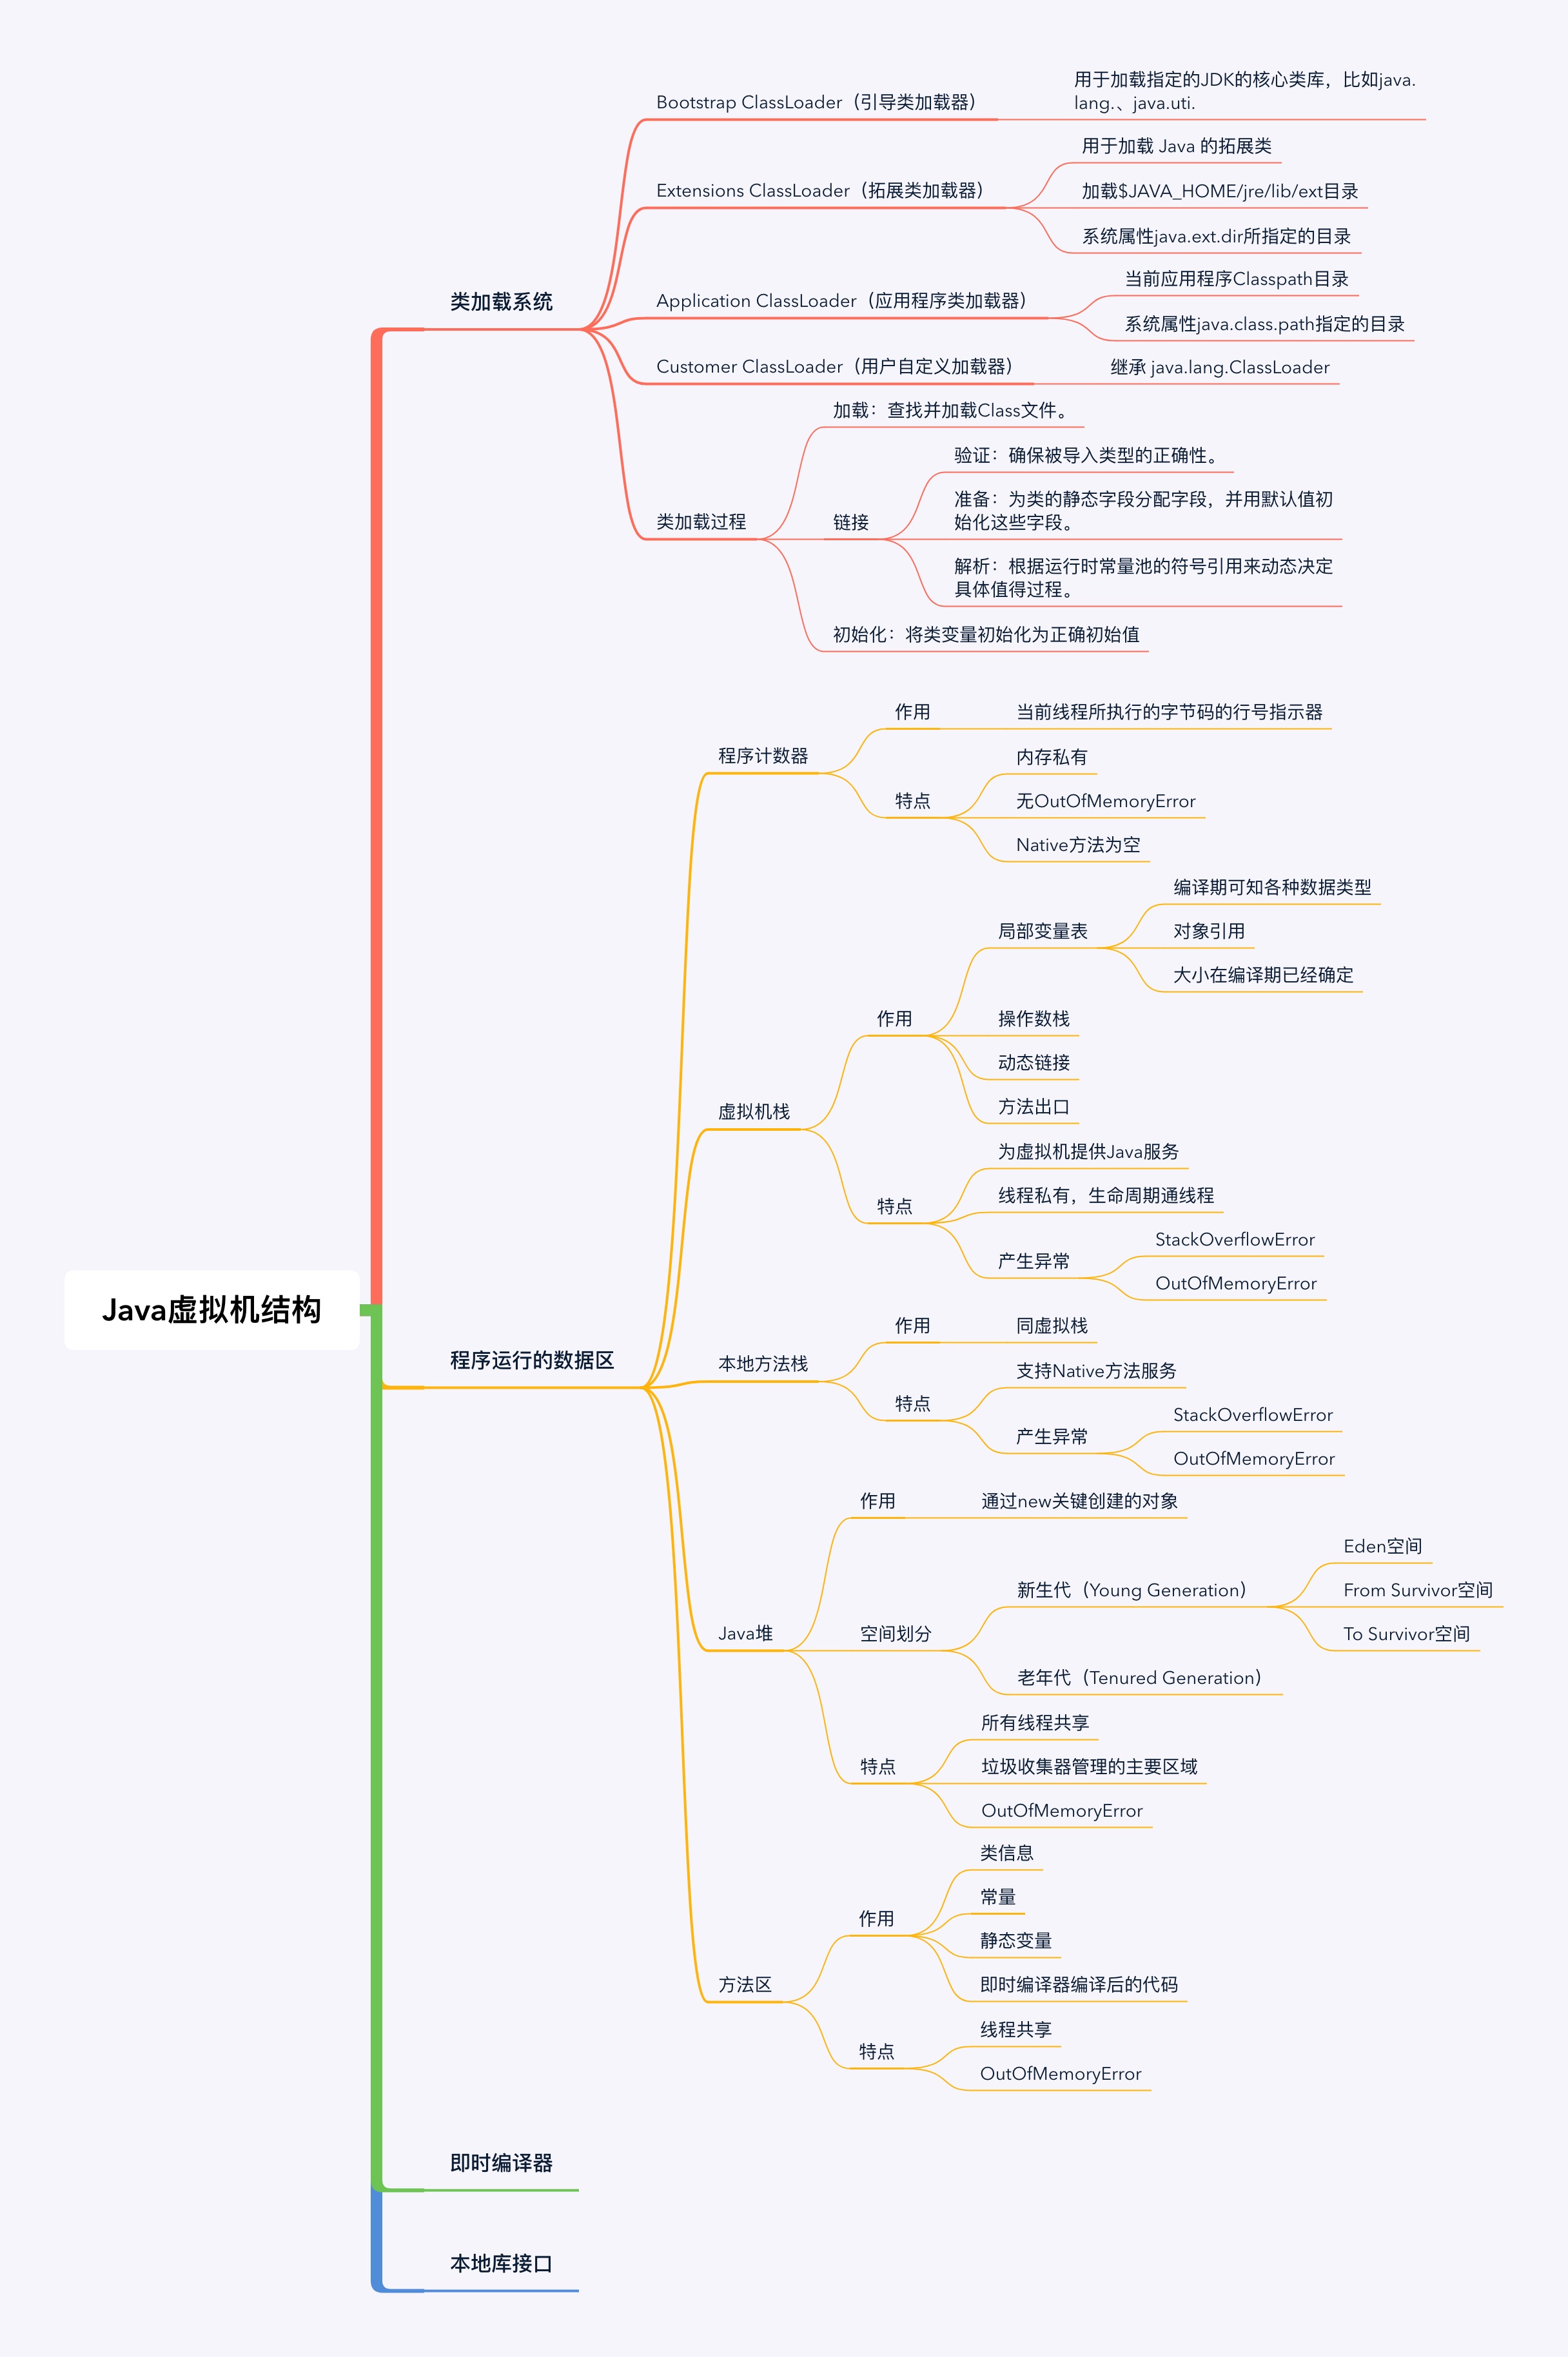 Java虚拟机结构
类加载系统
Bootstrap ClassLoader（引导类加载器）
用于加载指定的JDK的核心类库，比如java.
lang.、java.uti.
Extensions ClassLoader（拓展类加载器）
用于加载 Java 的拓展类
加载$JAVA_HOME/jre/lib/ext目录
系统属性java.ext.dir所指定的目录
Application ClassLoader（应用程序类加载器）
当前应用程序Classpath目录
系统属性java.class.path指定的目录
Customer ClassLoader（用户自定义加载器）
继承 java.lang.ClassLoader
类加载过程
加载：查找并加载Class文件。
链接
验证：确保被导入类型的正确性。
准备：为类的静态字段分配字段，并用默认值初
始化这些字段。
解析：根据运行时常量池的符号引用来动态决定
具体值得过程。
初始化：将类变量初始化为正确初始值
程序运行的数据区
程序计数器
作用
当前线程所执行的字节码的行号指示器
特点
内存私有
无OutOfMemoryError
Native方法为空
虚拟机栈
作用
局部变量表
编译期可知各种数据类型
对象引用
大小在编译期已经确定
操作数栈
动态链接
方法出口
特点
为虚拟机提供Java服务
线程私有，生命周期通线程
产生异常
StackOverflowError
OutOfMemoryError
本地方法栈
作用
同虚拟栈
特点
支持Native方法服务
产生异常
StackOverflowError
OutOfMemoryError
Java堆
作用
通过new关键创建的对象
空间划分
新生代（Young Generation）
Eden空间
From Survivor空间
To Survivor空间
老年代（Tenured Generation）
特点
所有线程共享
垃圾收集器管理的主要区域
OutOfMemoryError
方法区
作用
类信息
常量
静态变量
即时编译器编译后的代码
特点
线程共享
OutOfMemoryError
即时编译器
本地库接口